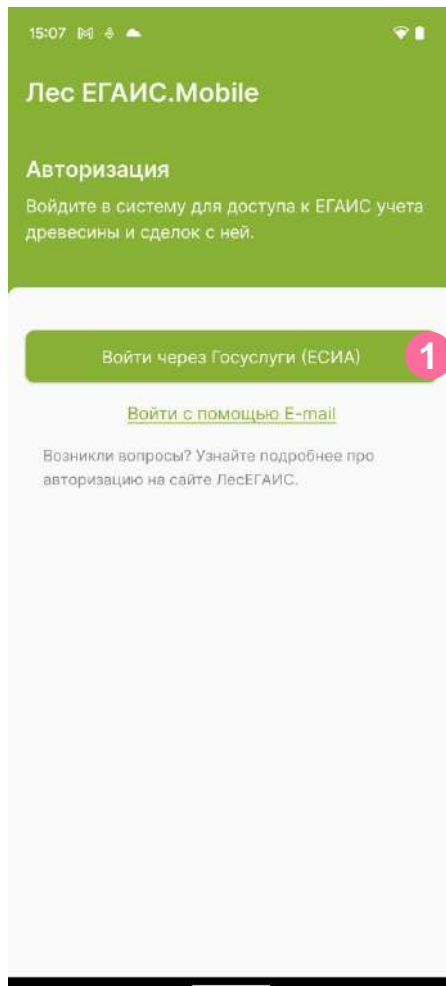 15:07
Лес ЕГАИС.Mobile
Авторизация
Войдите в систему для доступа к ЕГАИС учета
древесины и сделок с ней.
Войти через Госуслуги (ЕСИА)
1
Войти с помощью E-mail
Возникли вопросы? Узнайте подробнее про
авторизацию на сайте ЛесЕГАИС.